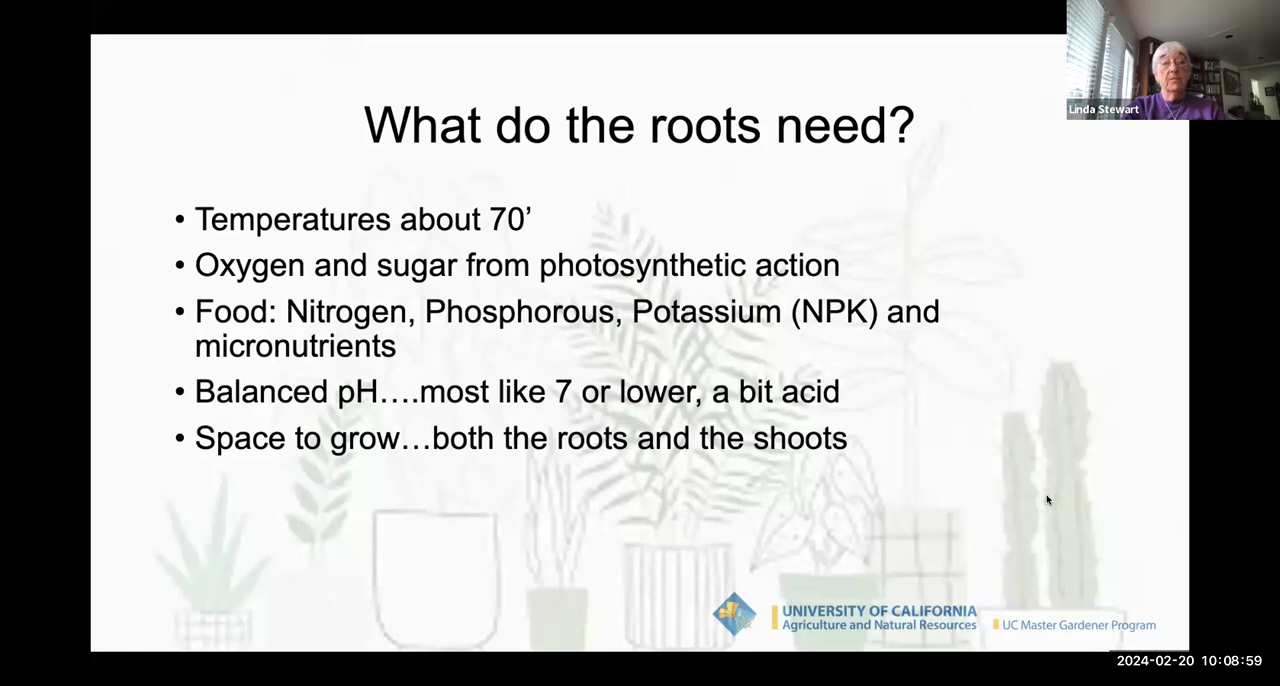 Linda Stewart
What do the roots need?
• Temperatures about 70’
• Oxygen and sugar from photosynthetic action
• Food: Nitrogen, Phosphorous, Potassium (NPK) and
micronutrients
• Balanced pH….most like 7 or lower, a bit acid
• Space to grow…both the roots and the shoots
UNIVERSITY OF CALIFORNIA
Agriculture and Natural Resources
UC Master Gardener Program
2024-02-20 10:08:59